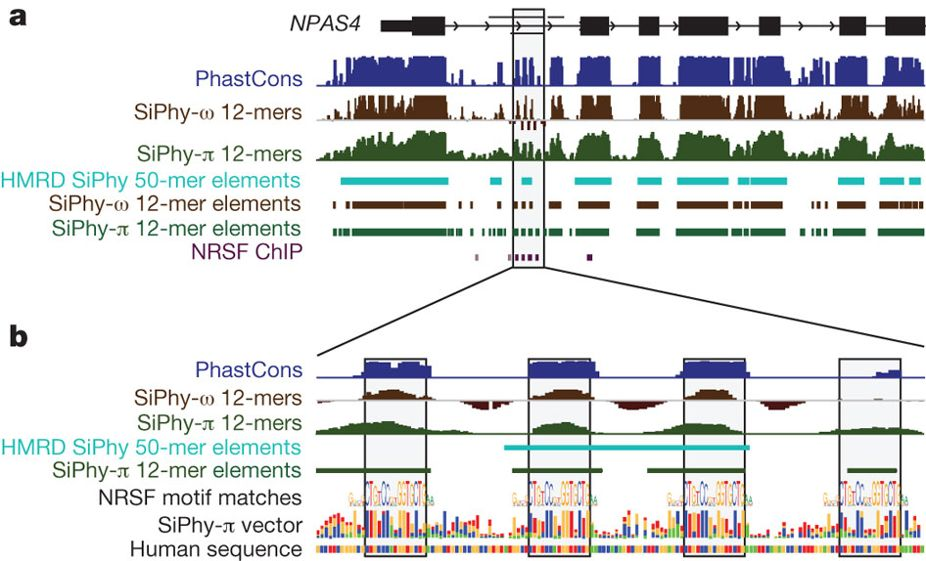 a
NPAS4
PhastCons
SiPhy-ω 12-mers
SiPhy-π 12-mers
HMRD SiPhy 50-mer elements
SiPhy-ω 12-mer elements
SiPhy-π 12-mer elements
NRSF ChIP
b
PhastCons
SiPhy-ω 12-mers
SiPhy-π 12-mers
HMRD SiPhy 50-mer elements
SiPhy-π 12-mer elements
NRSF motif matches
SiPhy-π vector
Human sequence